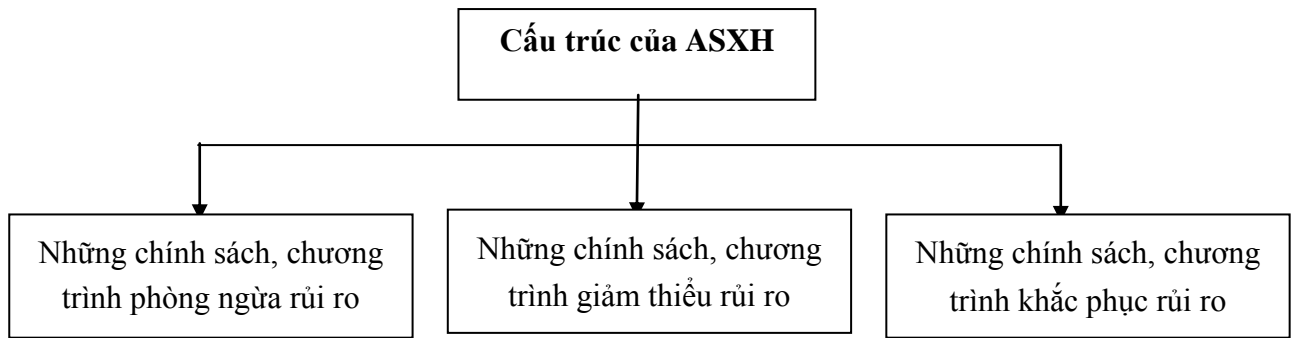 Cấu trúc của ASXH
Những chính sách, chương
trình phòng ngừa rủi ro
Những chính sách, chương
trình giảm thiểu rủi ro
Những chính sách, chương
trình khắc phục rủi ro